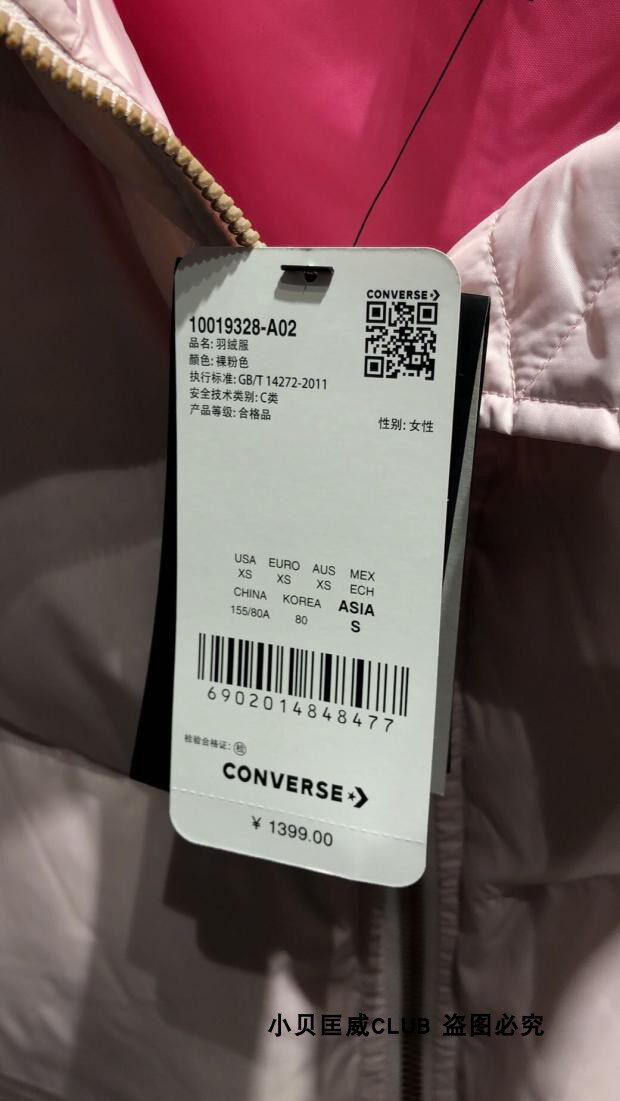 CONVERSE
10019328-A02
品名: 羽绒服
颜色: 裸粉色
执行标准: GB/T 14272-2011
安全技术类别: C类
产品等级: 合格品
性别: 女性
USA EURO AUS MEX
XS XS XS ECH
CHINA KOREA ASIA
155/80A 80 S
6902014848477
检验合格证: 检
CONVERSE
¥ 1399.00
小贝匡威CLUB 盗图必究